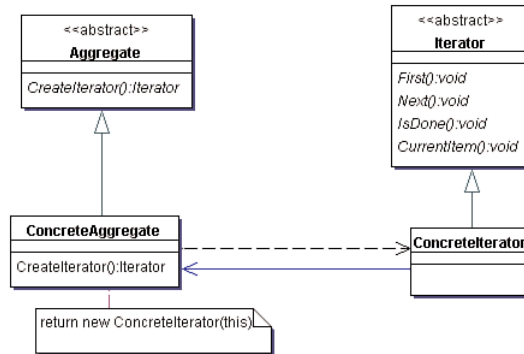 <<abstract>>
Aggregate
CreateIterator():Iterator
<<abstract>>
Iterator
First():void
Next():void
IsDone():void
CurrentItem():void
ConcreteAggregate
CreateIterator():Iterator
ConcreteIterator
return new ConcreteIterator(this)